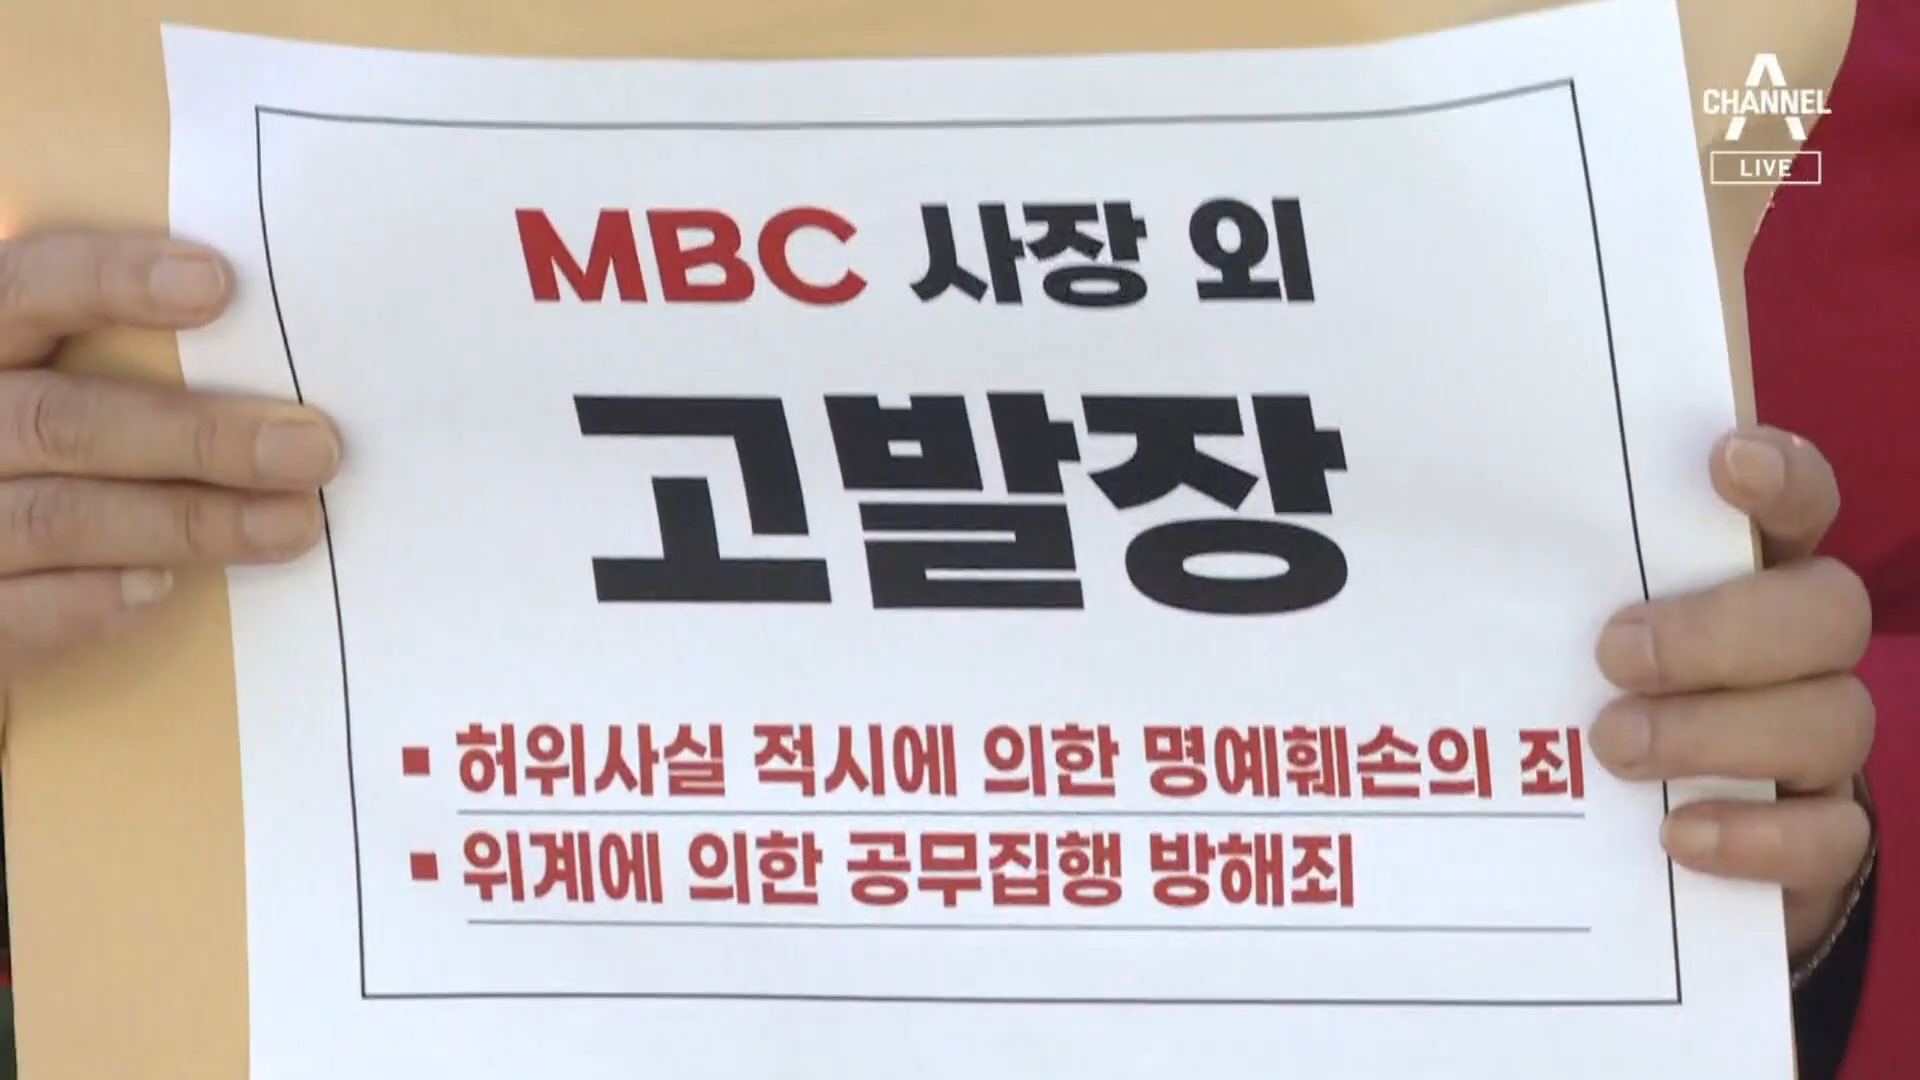 CHANNEL A
LIVE
MBC 사장 외
고발장
▪ 허위사실 적시에 의한 명예훼손의 죄
▪ 위계에 의한 공무집행 방해죄